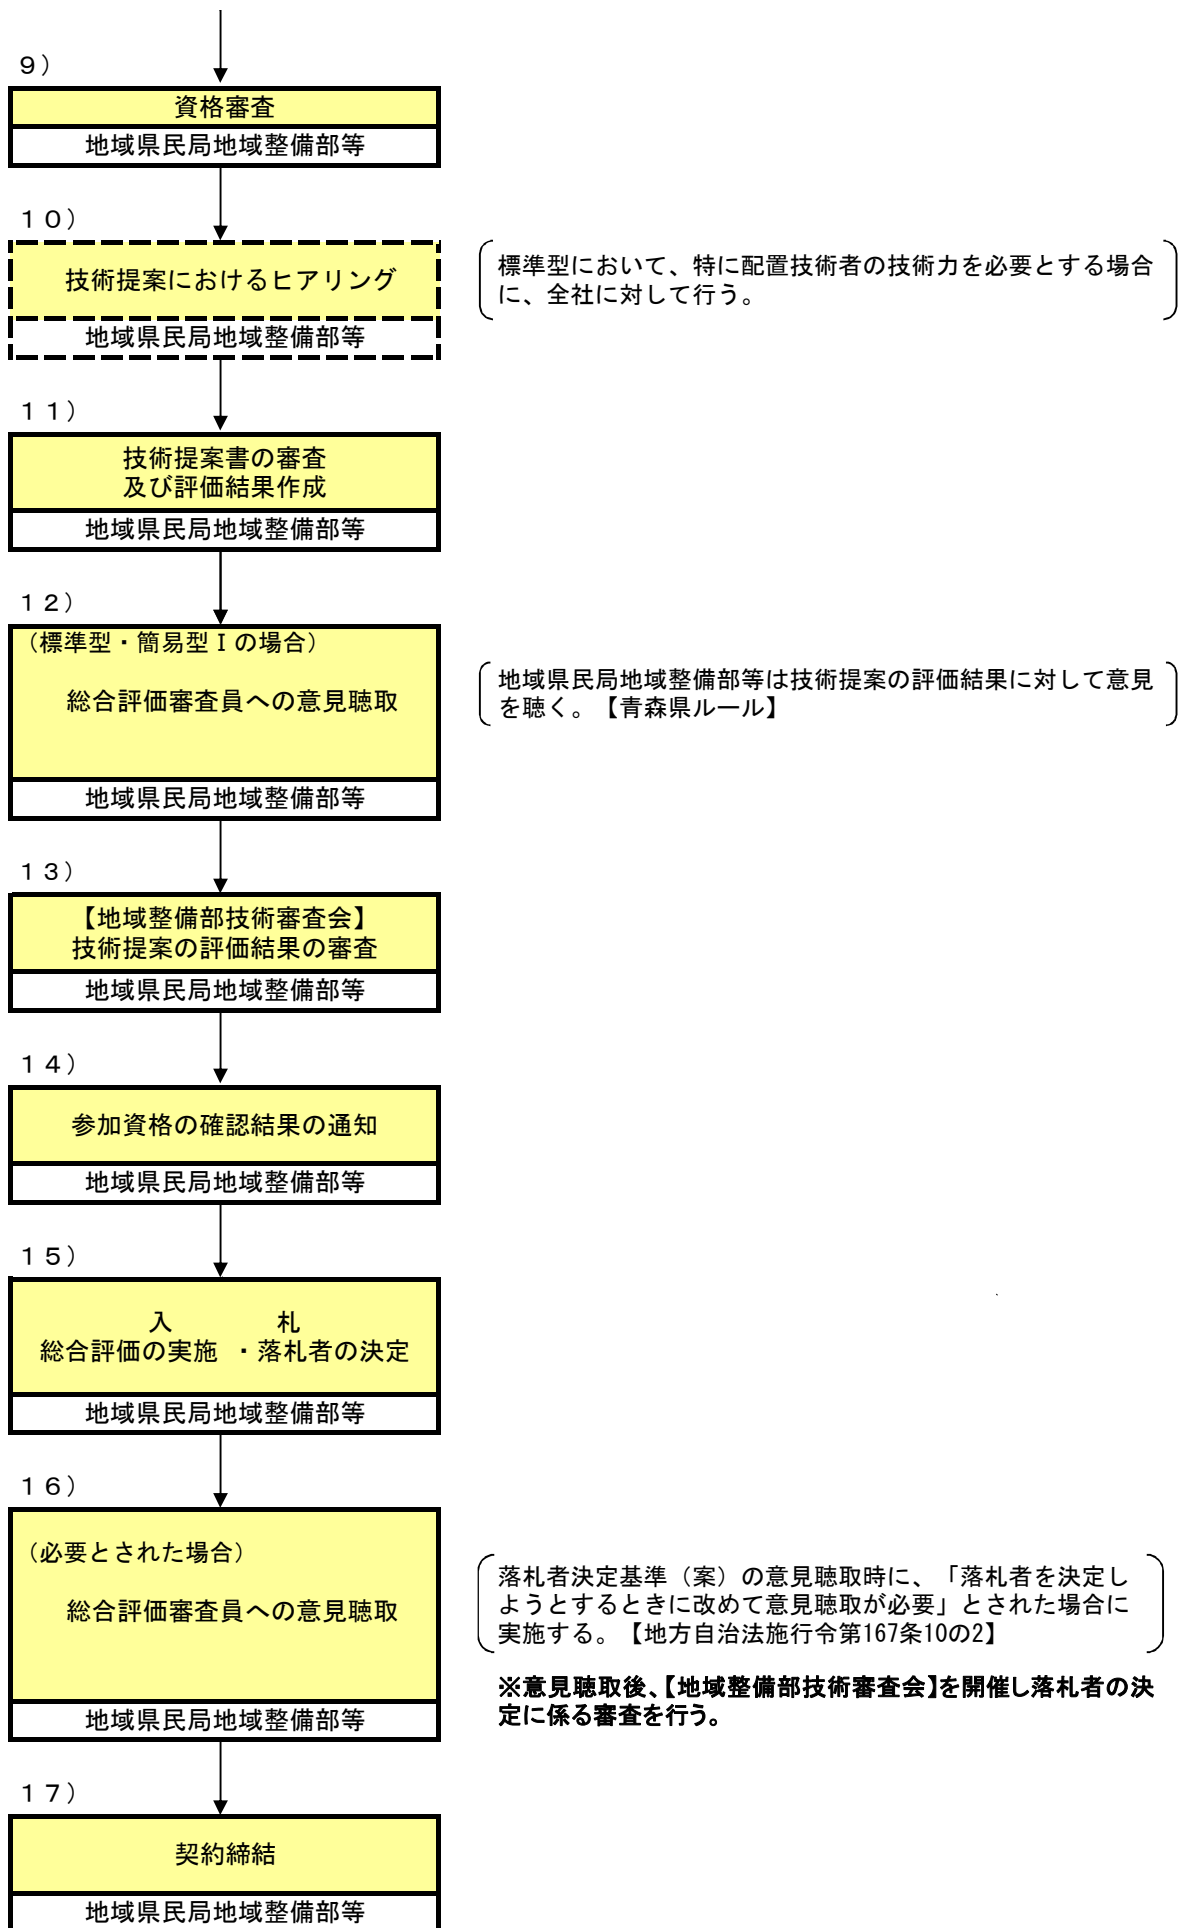 ９）
資格審査
地域県民局地域整備部等
１０）
技術提案におけるヒアリング
地域県民局地域整備部等
標準型において、特に配置技術者の技術力を必要とする場合
に、全社に対して行う。
１１）
技術提案書の審査
及び評価結果作成
地域県民局地域整備部等
１２）
（標準型・簡易型Ⅰの場合）
総合評価審査員への意見聴取
地域県民局地域整備部等
地域県民局地域整備部等は技術提案の評価結果に対して意見
を聴く。【青森県ルール】
１３）
【地域整備部技術審査会】
技術提案の評価結果の審査
地域県民局地域整備部等
１４）
参加資格の確認結果の通知
地域県民局地域整備部等
１５）
入　　　　札
総合評価の実施　・落札者の決定
地域県民局地域整備部等
１６）
（必要とされた場合）
総合評価審査員への意見聴取
地域県民局地域整備部等
落札者決定基準（案）の意見聴取時に、「落札者を決定し
ようとするときに改めて意見聴取が必要」とされた場合に
実施する。【地方自治法施行令第167条10の2】
※意見聴取後、【地域整備部技術審査会】を開催し落札者の決
定に係る審査を行う。
１７）
契約締結
地域県民局地域整備部等